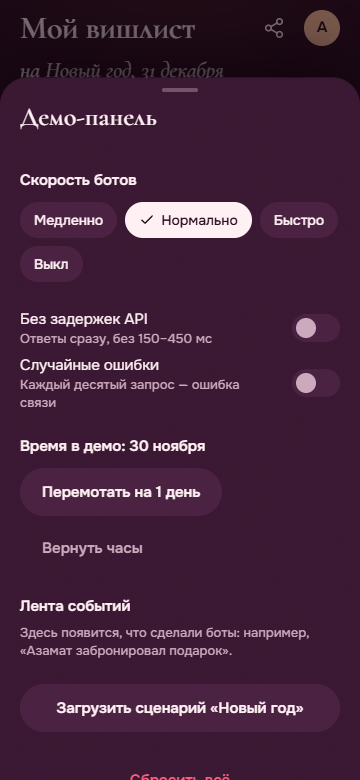 Мой вишлист
A
на Новый год, 31 декабря
Демо-панель
Скорость ботов
Медленно
Нормально
Быстро
Выкл
Без задержек API
Ответы сразу, без 150–450 мс
Случайные ошибки
Каждый десятый запрос — ошибка
связи
Время в демо: 30 ноября
Перемотать на 1 день
Вернуть часы
Лента событий
Здесь появится, что сделали боты: например,
«Азамат забронировал подарок».
Загрузить сценарий «Новый год»
Сбросить всё